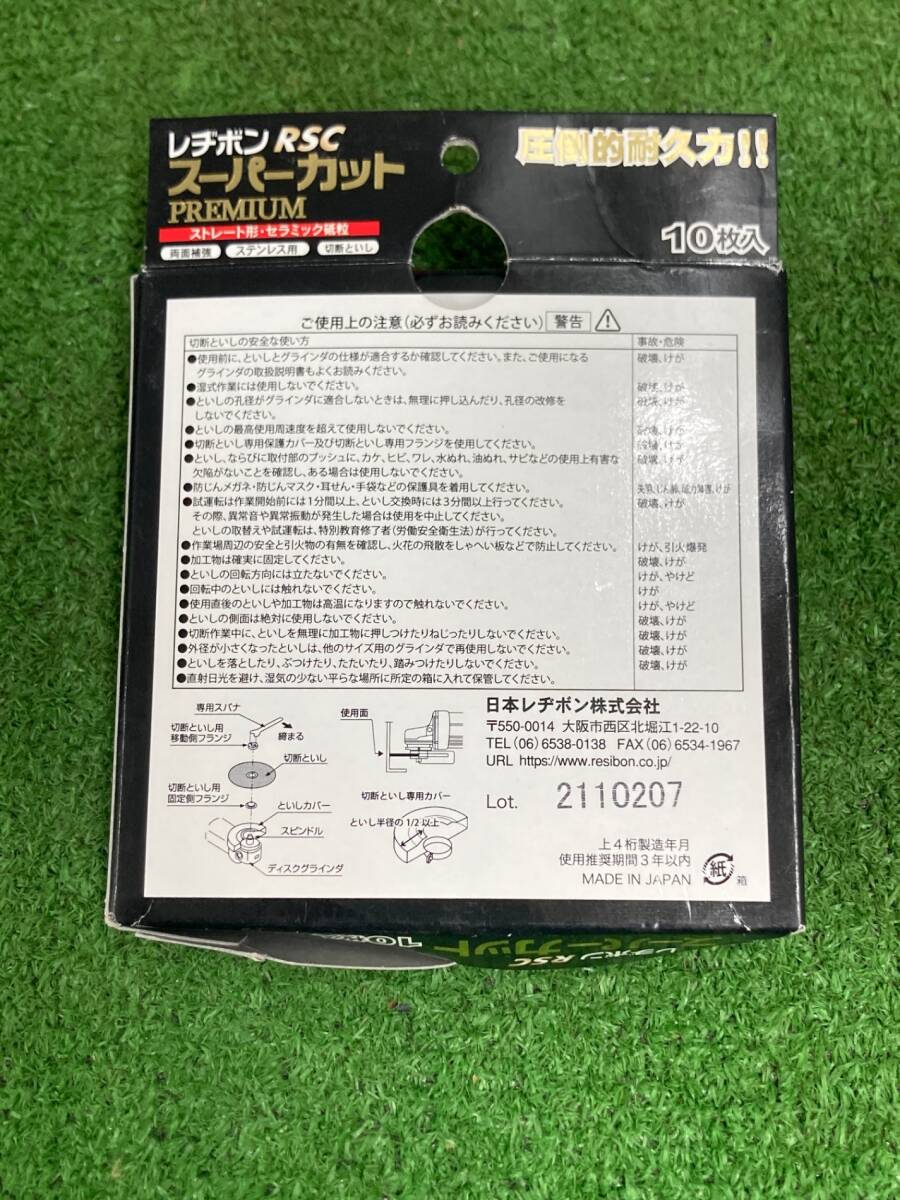 レヂボン RSC
スーパーカット
PREMIUM
ストレート形・セラミック砥粒
両面補強 ステンレス用 切断といし
圧倒的耐久力!!
10枚入
ご使用上の注意(必ずお読みください) 警告
切断といしの安全な使い方 事故・危険
●使用前に、といしとグラインダの仕様が適合するか確認してください。また、ご使用になる 破壊、けが
グラインダの取扱説明書もよくお読みください。
●湿式作業には使用しないでください。 破壊、けが
●といしの孔径がグラインダに適合しないときは、無理に押し込んだり、孔径の改修を 破壊、けが
しないでください。
●といしの最高使用周速度を超えて使用しないでください。 破壊、けが
●切断といし専用保護カバー及び切断といし専用フランジを使用してください。 破壊、けが
●といし、ならびに取付部のブッシュに、カケ、ヒビ、ワレ、水ぬれ、油ぬれ、サビなどの使用上有害な 破壊、けが
欠陥がないことを確認し、ある場合は使用しないでください。
●防じんメガネ・防じんマスク・耳せん・手袋などの保護具を着用してください。
●試運転は作業開始前には1分間以上、といし交換時には3分間以上行ってください。 破壊、けが
その際、異常音や異常振動が発生した場合は使用を中止してください。
といしの取替えや試運転は、特別教育修了者(労働安全衛生法)が行ってください。
●作業場周辺の安全と引火物の有無を確認し、火花の飛散をしゃへい板などで防止してください。 けが、引火爆発
●加工物は確実に固定してください。 破壊、けが
●といしの回転方向には立たないでください。 けが、やけど
●回転中のといしには触れないでください。 けが
●使用直後のといしや加工物は高温になりますので触れないでください。 けが、やけど
●といしの側面は絶対に使用しないでください。 破壊、けが
●切断作業中に、といしを無理に加工物に押しつけたりねじったりしないでください。 破壊、けが
●外径が小さくなったといしは、他のサイズ用のグラインダで再使用しないでください。 破壊、けが
●といしを落としたり、ぶつけたり、たたいたり、踏みつけたりしないでください。 破壊、けが
●直射日光を避け、湿気の少ない平らな場所に所定の箱に入れて保管してください。
専用スパナ
切断といし用
移動側フランジ
締まる
切断といし
切断といし用
固定側フランジ
といしカバー
スピンドル
ディスクグラインダ
使用面
切断といし専用カバー
といし半径の1/2以上
日本レヂボン株式会社
〒550-0014 大阪市西区北堀江1-22-10
TEL(06)6538-0138 FAX(06)6534-1967
URL https://www.resibon.co.jp/
Lot. 2110207
上4桁製造年月
使用推奨期間3年以内
MADE IN JAPAN
紙 箱
レヂボン RSC
スーパーカット